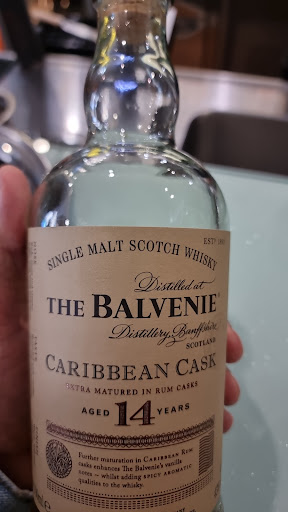 ESTD 1892
SINGLE MALT SCOTCH WHISKY
Distilled at
THE BALVENIE
Distillery, Banffshire
SCOTLAND
CARIBBEAN CASK
EXTRA MATURED IN RUM CASKS
AGED 14 YEARS
Further maturation in CARIBBEAN RUM
casks enhances The Balvenie's vanilla
tones – whilst adding SPICY AROMATIC
qualities to the whisky.